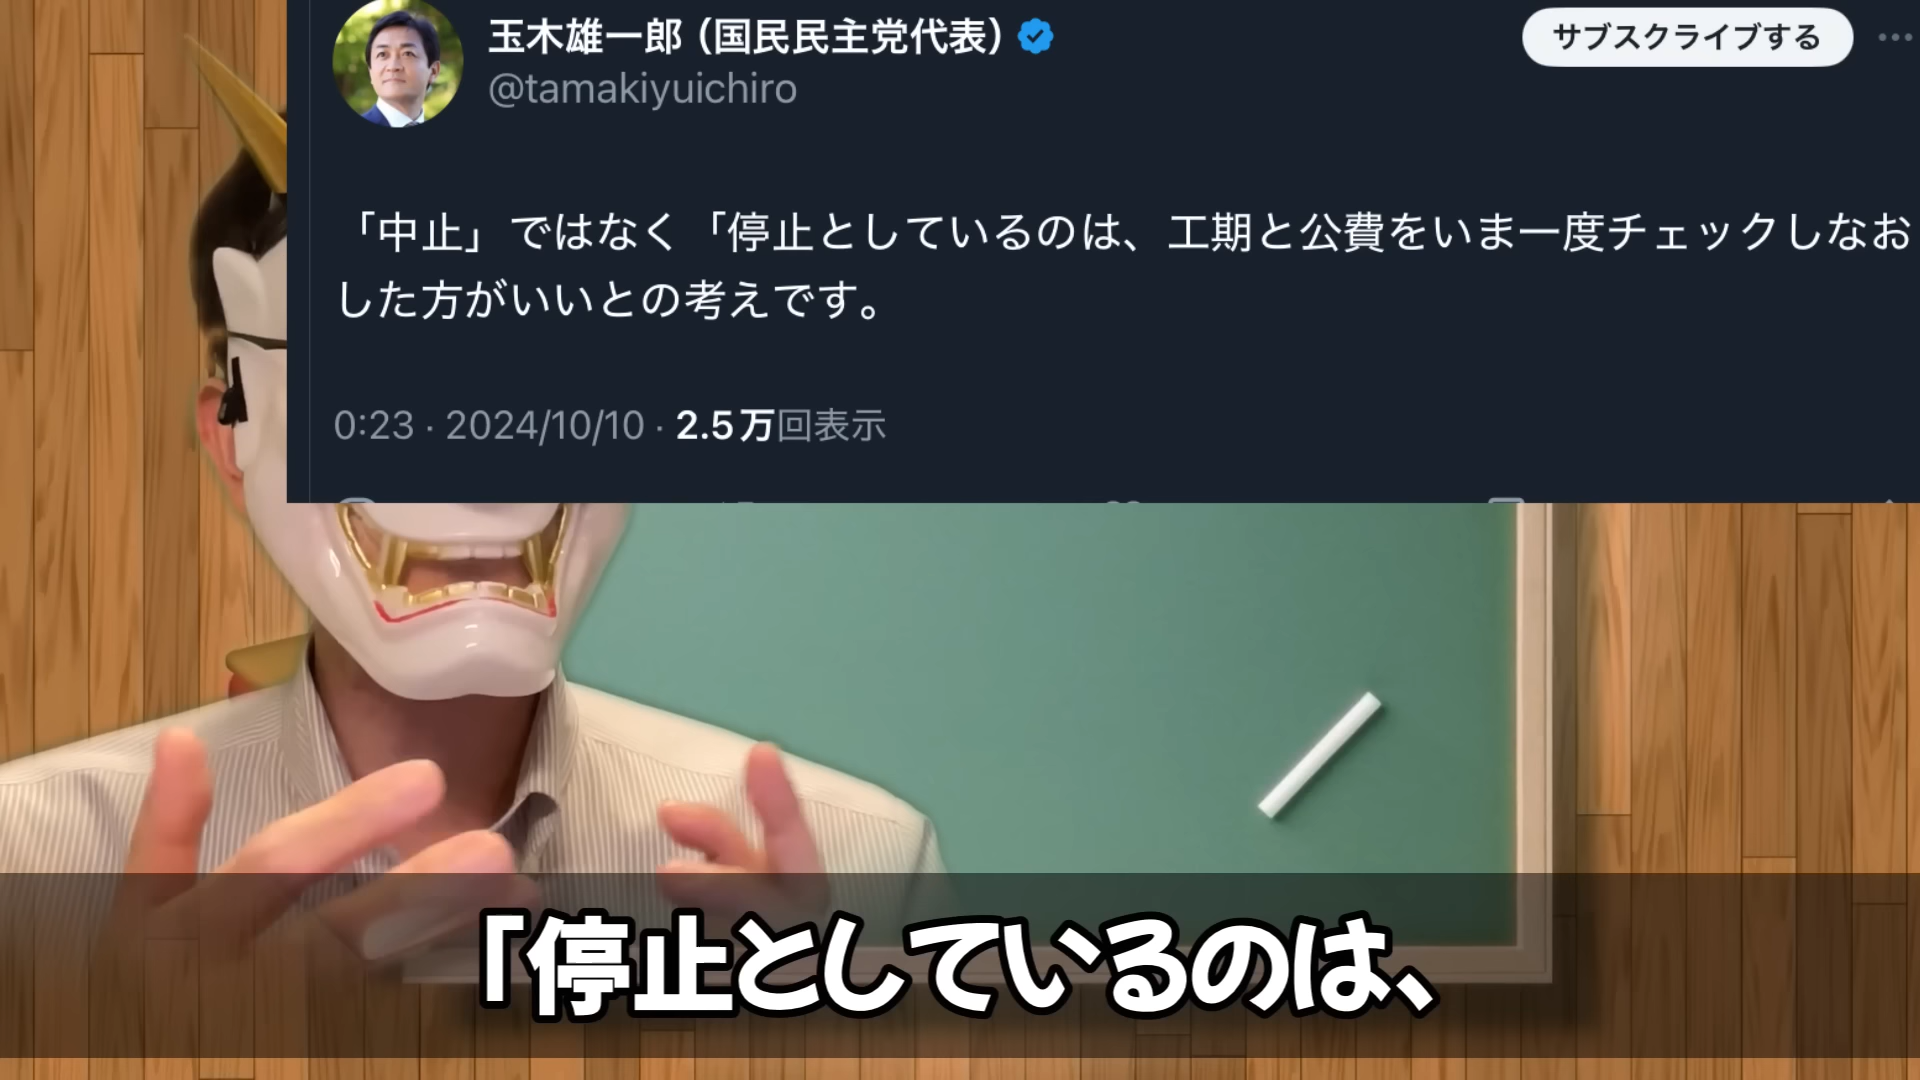 玉木雄一郎（国民民主党代表）
サブスクライブする
@tamakiyuichiro
「中止」ではなく「停止としているのは、工期と公費をいま一度チェックしなお
した方がいいとの考えです。
0:23 · 2024/10/10 · 2.5万回表示
「停止としているのは、